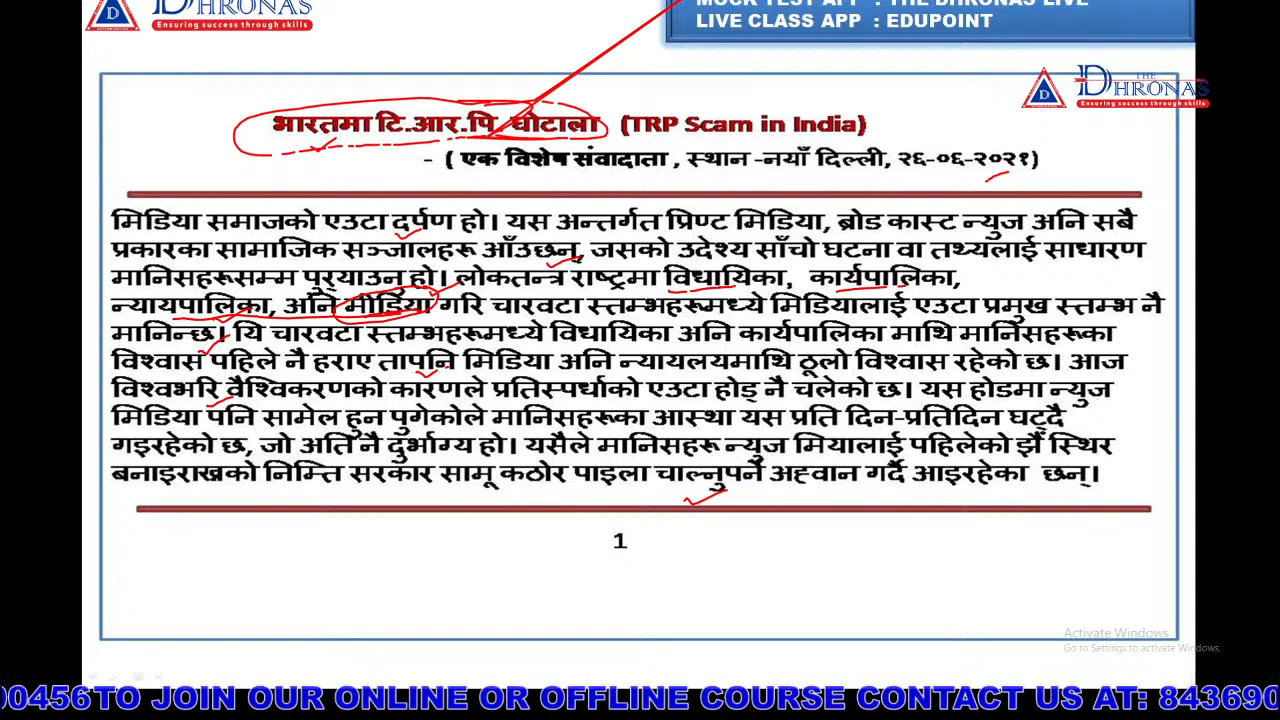 Ensuring success through skills
MOCK TEST APP : THE DHRONAS LIVE
LIVE CLASS APP : EDUPOINT
THE
DHRONAS
Ensuring success through skills
भारतमा टि.आर.पि घोटाला (TRP Scam in India)
- ( एक विशेष संवादाता , स्थान -नयाँ दिल्ली, २६-०६-२०२१)
मिडिया समाजको एउटा दर्पण हो। यस अन्तर्गत प्रिण्ट मिडिया, ब्रोड कास्ट न्युज अनि सबै
प्रकारका सामाजिक सञ्जालहरू आँउछन्, जसको उदेश्य साँचो घटना वा तथ्यलाई साधारण
मानिसहरूसम्म पुर्‍याउनु हो। लोकतन्त्र राष्ट्रमा विधायिका, कार्यपालिका,
न्यायपालिका, अनि मीडिया गरि चारवटा स्तम्भहरूमध्ये मिडियालाई एउटा प्रमुख स्तम्भ नै
मानिन्छ। यि चारवटा स्तम्भहरूमध्ये विधायिका अनि कार्यपालिका माथि मानिसहरूका
विश्वास पहिले नै हराए तापनि मिडिया अनि न्यायलयमाथि ठूलो विश्वास रहेको छ। आज
विश्वभरि वैश्विकरणको कारणले प्रतिस्पर्धाको एउटा होड् नै चलेको छ। यस होडमा न्युज
मिडिया पनि सामेल हुन पुगेकोले मानिसहरूका आस्था यस प्रति दिन-प्रतिदिन घट्दै
गइरहेको छ, जो अति नै दुर्भाग्य हो। यसैले मानिसहरू न्युज मियालाई पहिलेको झैँ स्थिर
बनाइराख्नको निम्ति सरकार सामू कठोर पाइला चाल्नुपर्ने अह्वान गर्दै आइरहेका छन्।
1
Activate Windows
Go to Settings to activate Windows.
00456TO JOIN OUR ONLINE OR OFFLINE COURSE CONTACT US AT: 843690